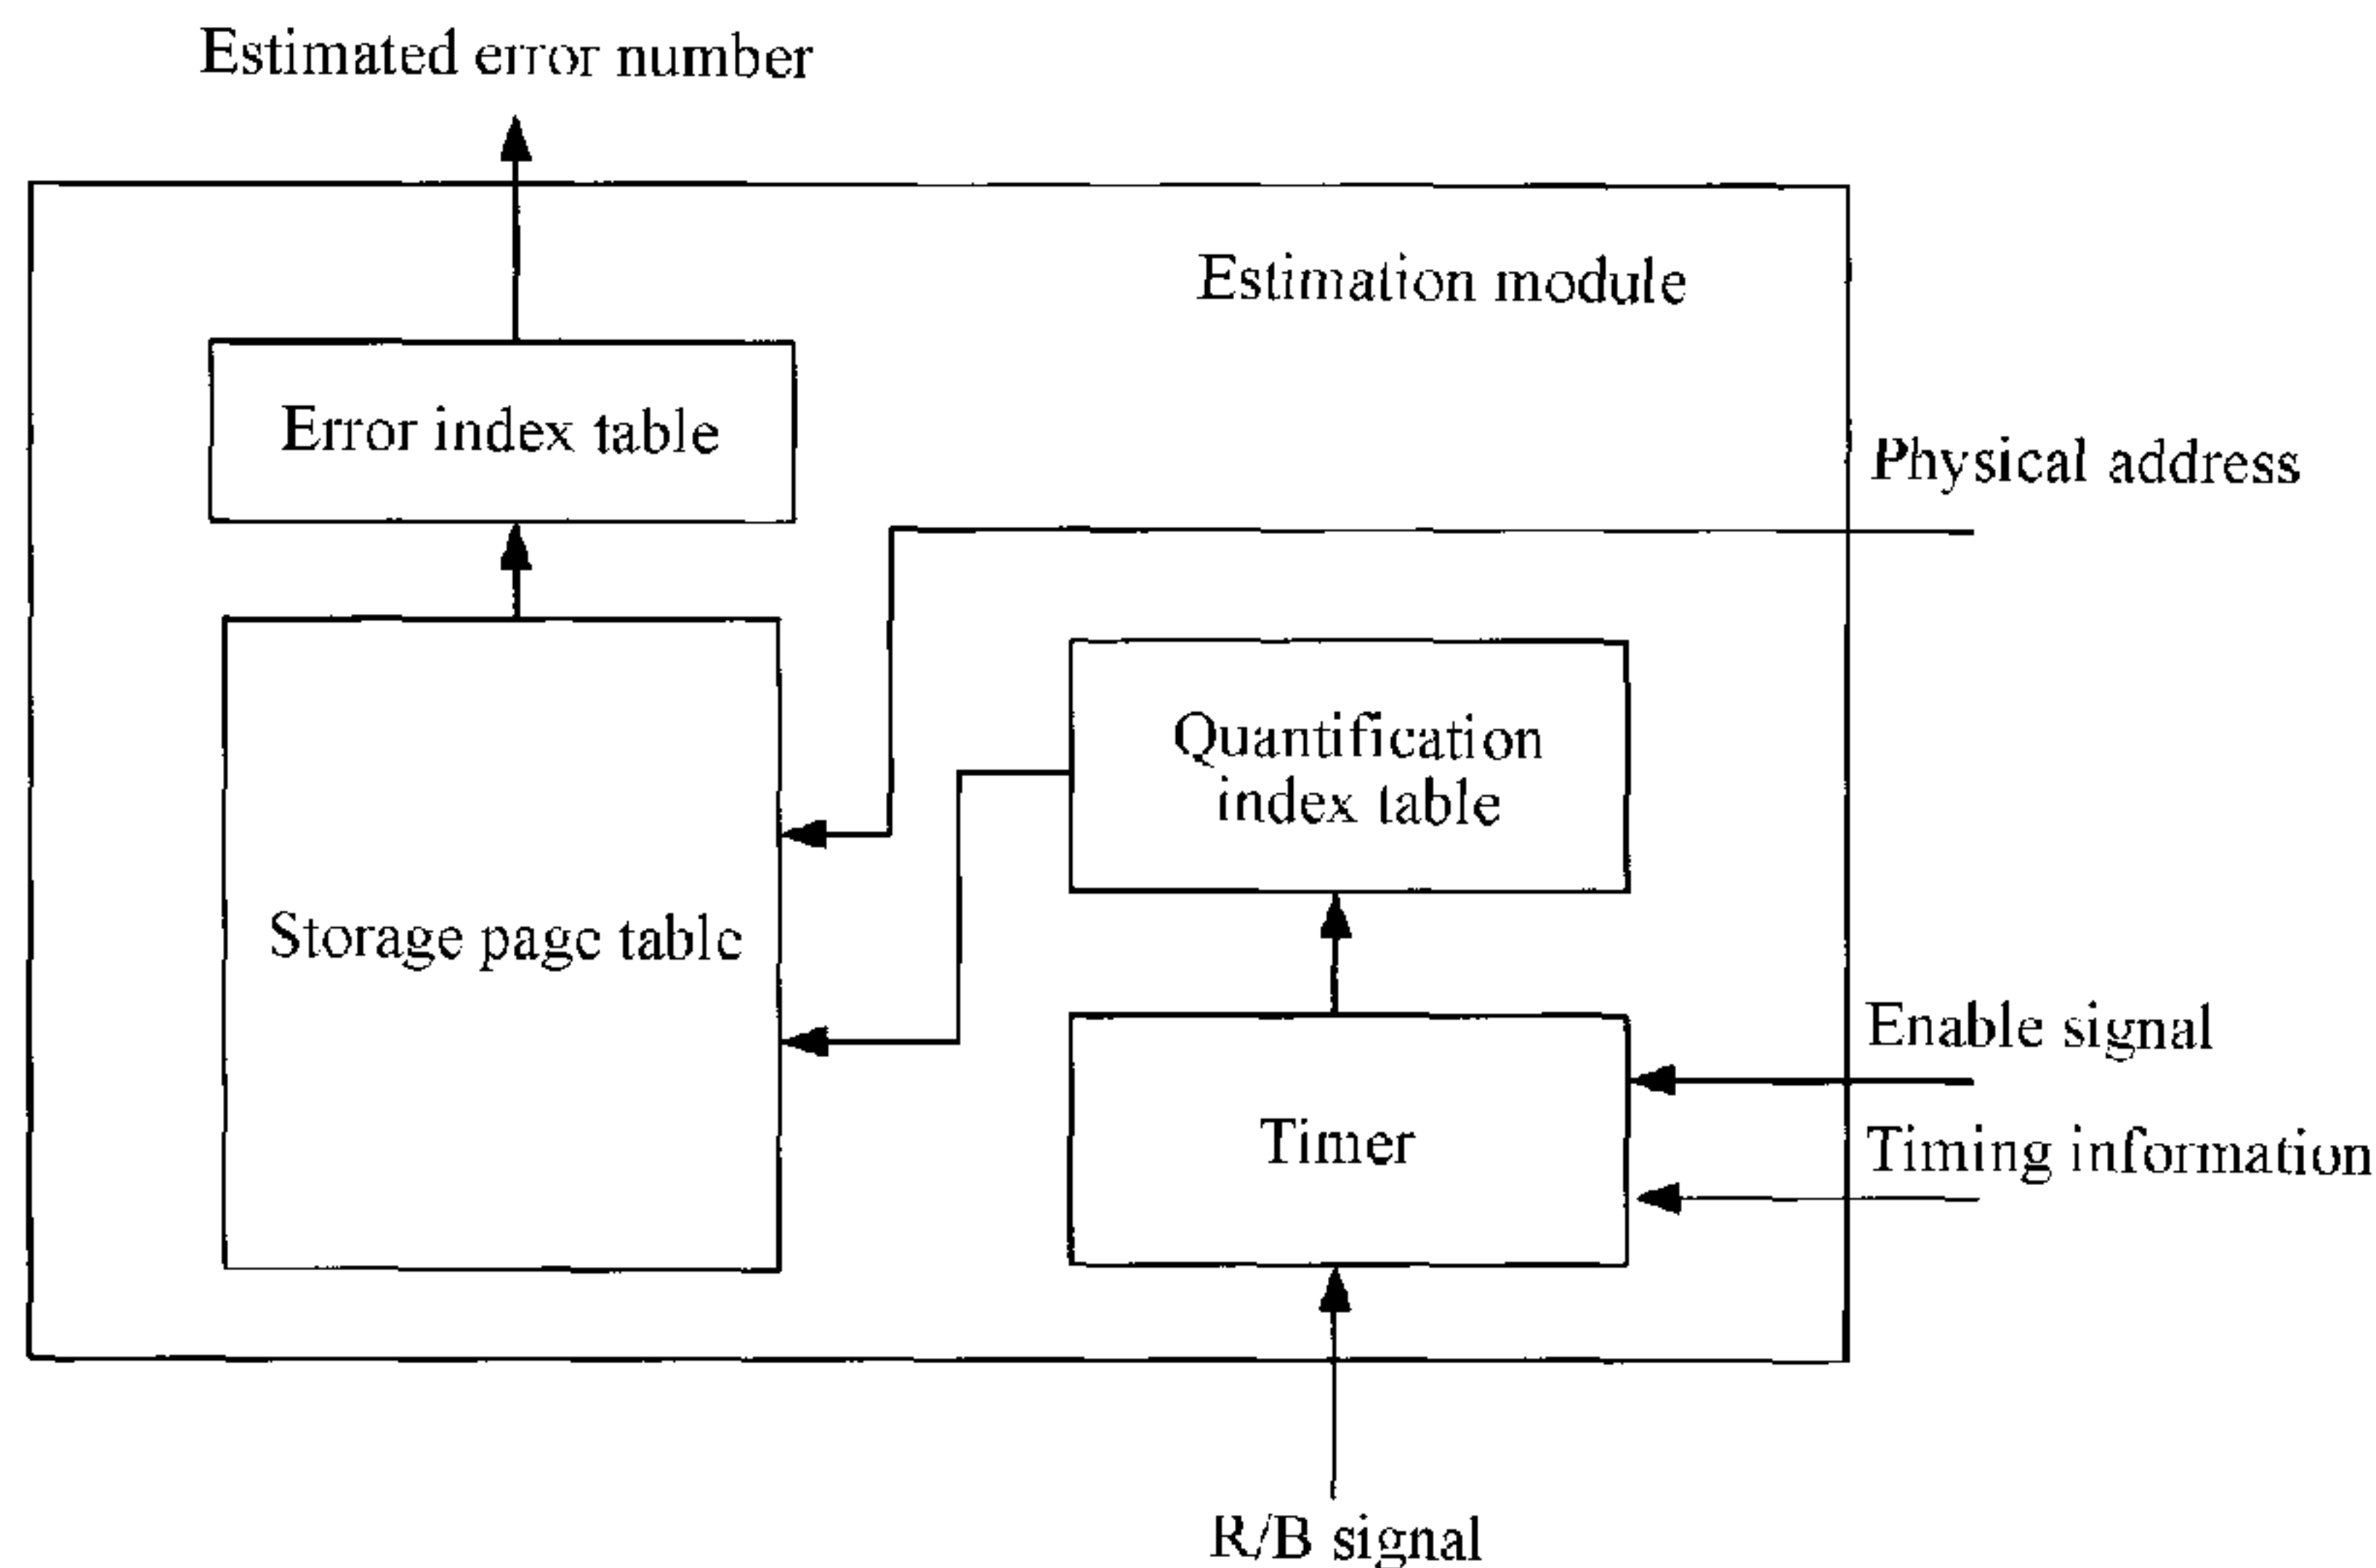 Estimated error number
Estimation module
Error index table
Physical address
Quantification
index table
Storage page table
Enable signal
Timing information
Timer
R/B signal